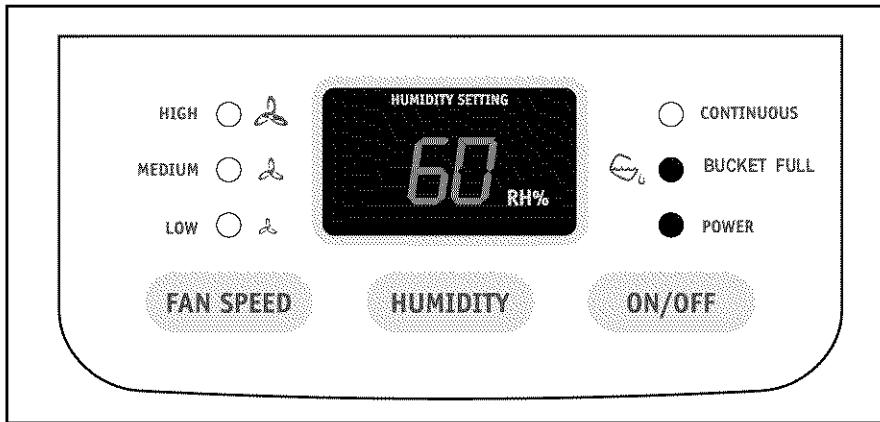 HUMIDITY SETTING
HIGH
CONTINUOUS
60
MEDIUM
BUCKET FULL
RH%
LOW
POWER
FAN SPEED
HUMIDITY
ON/OFF